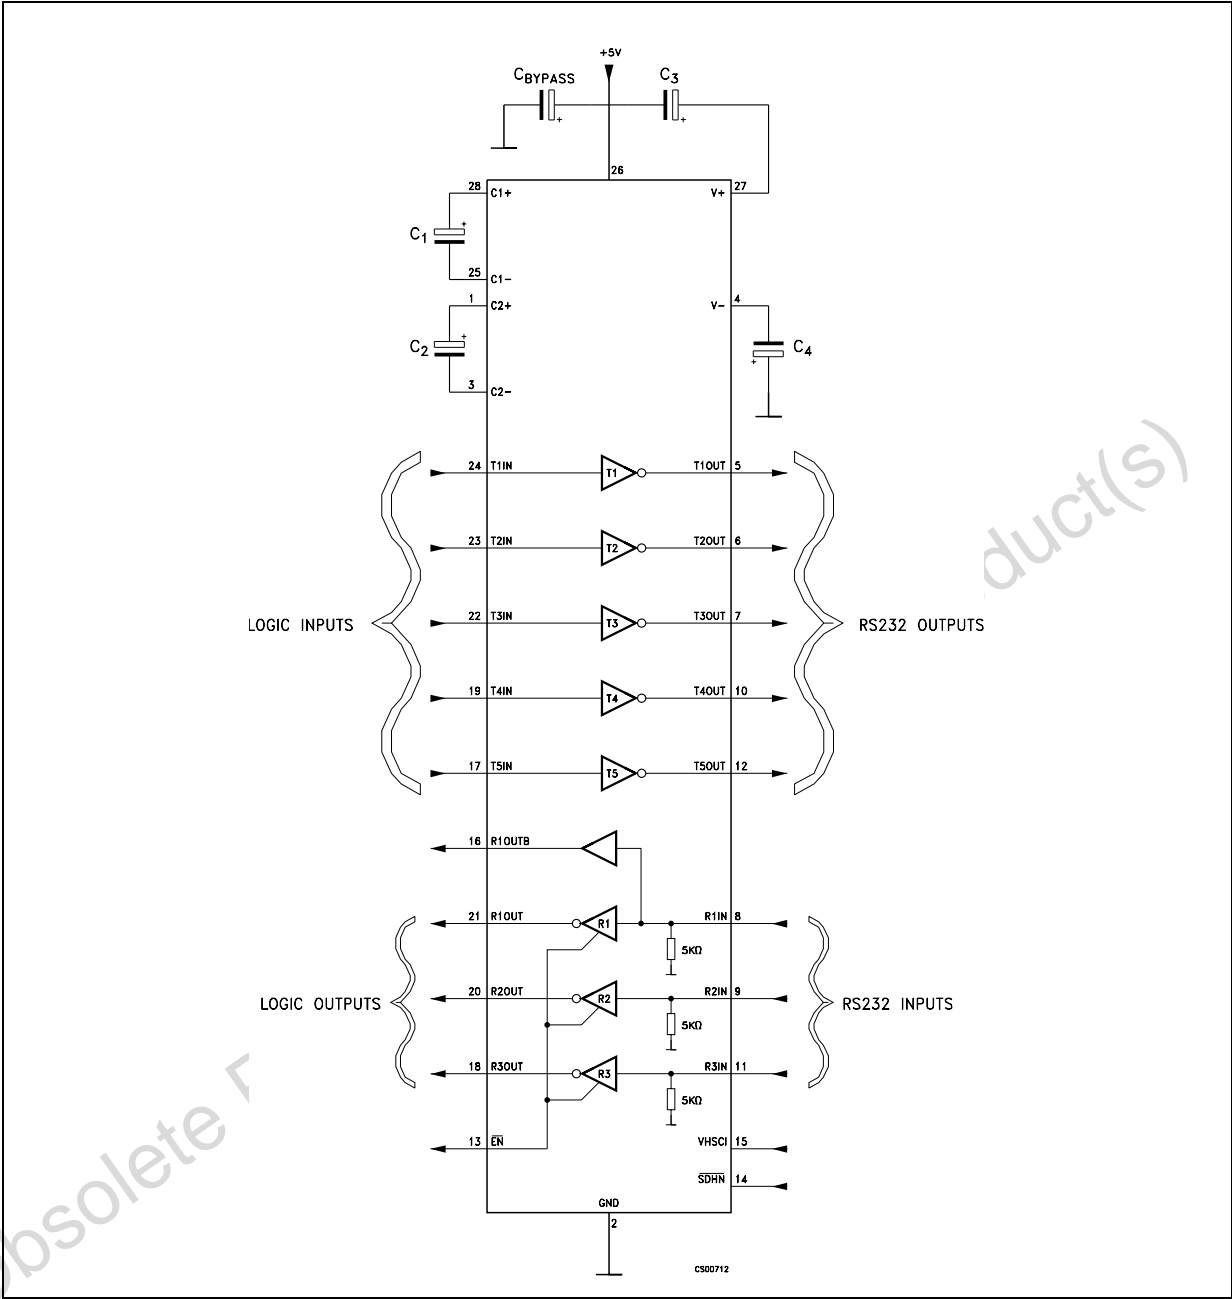 +5V
CBYPASS
C3
26
28 C1+
V+ 27
C1
25 C1-
1 C2+
V- 4
C2
C4
3 C2-
24 T1IN T1 T1OUT 5
23 T2IN T2 T2OUT 6
22 T3IN T3 T3OUT 7
LOGIC INPUTS
RS232 OUTPUTS
19 T4IN T4 T4OUT 10
17 T5IN T5 T5OUT 12
16 R1OUTB
21 R1OUT R1 R1IN 8
5KΩ
20 R2OUT R2 R2IN 9
LOGIC OUTPUTS
RS232 INPUTS
5KΩ
18 R3OUT R3 R3IN 11
5KΩ
13 EN
VHSCI 15
SDHN 14
GND
2
CS00712
duct(s)
bsolete